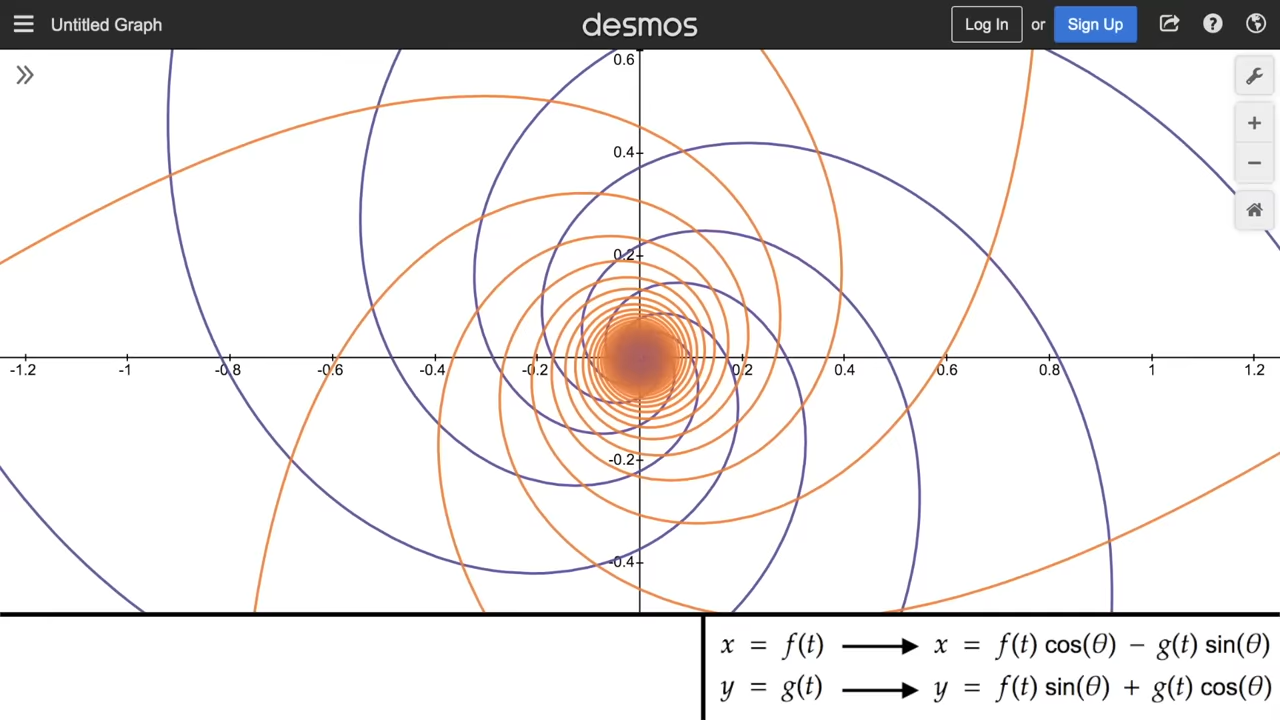 Untitled Graph
desmos
Log In or Sign Up
0.6
0.4
0.2
-1.2 -1 -0.8 -0.6 -0.4 -0.2 0.2 0.4 0.6 0.8 1 1.2
-0.2
-0.4
x = f(t) ⟶ x = f(t) cos(θ) − g(t) sin(θ)
y = g(t) ⟶ y = f(t) sin(θ) + g(t) cos(θ)